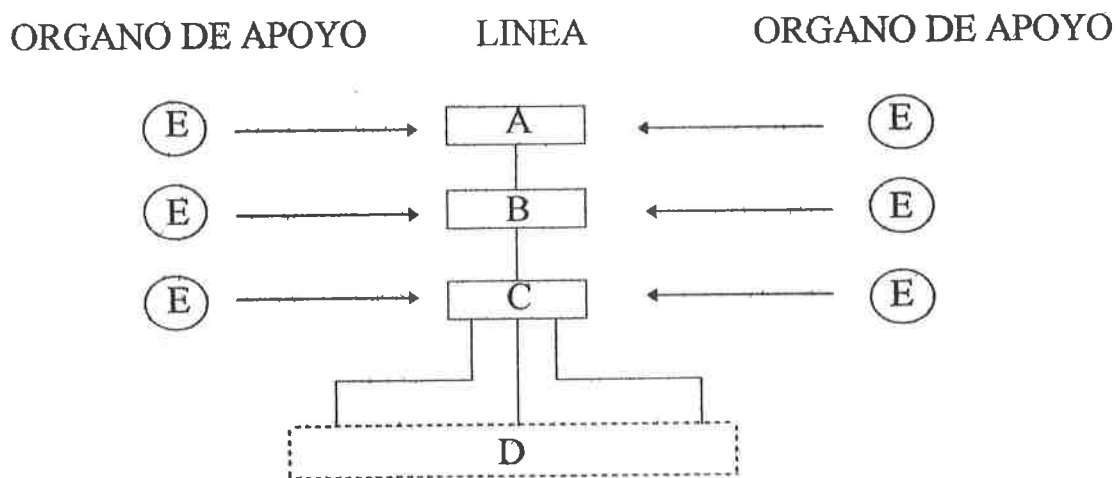 ORGANO DE APOYO LINEA ORGANO DE APOYO
E A E
E B E
E C E
D